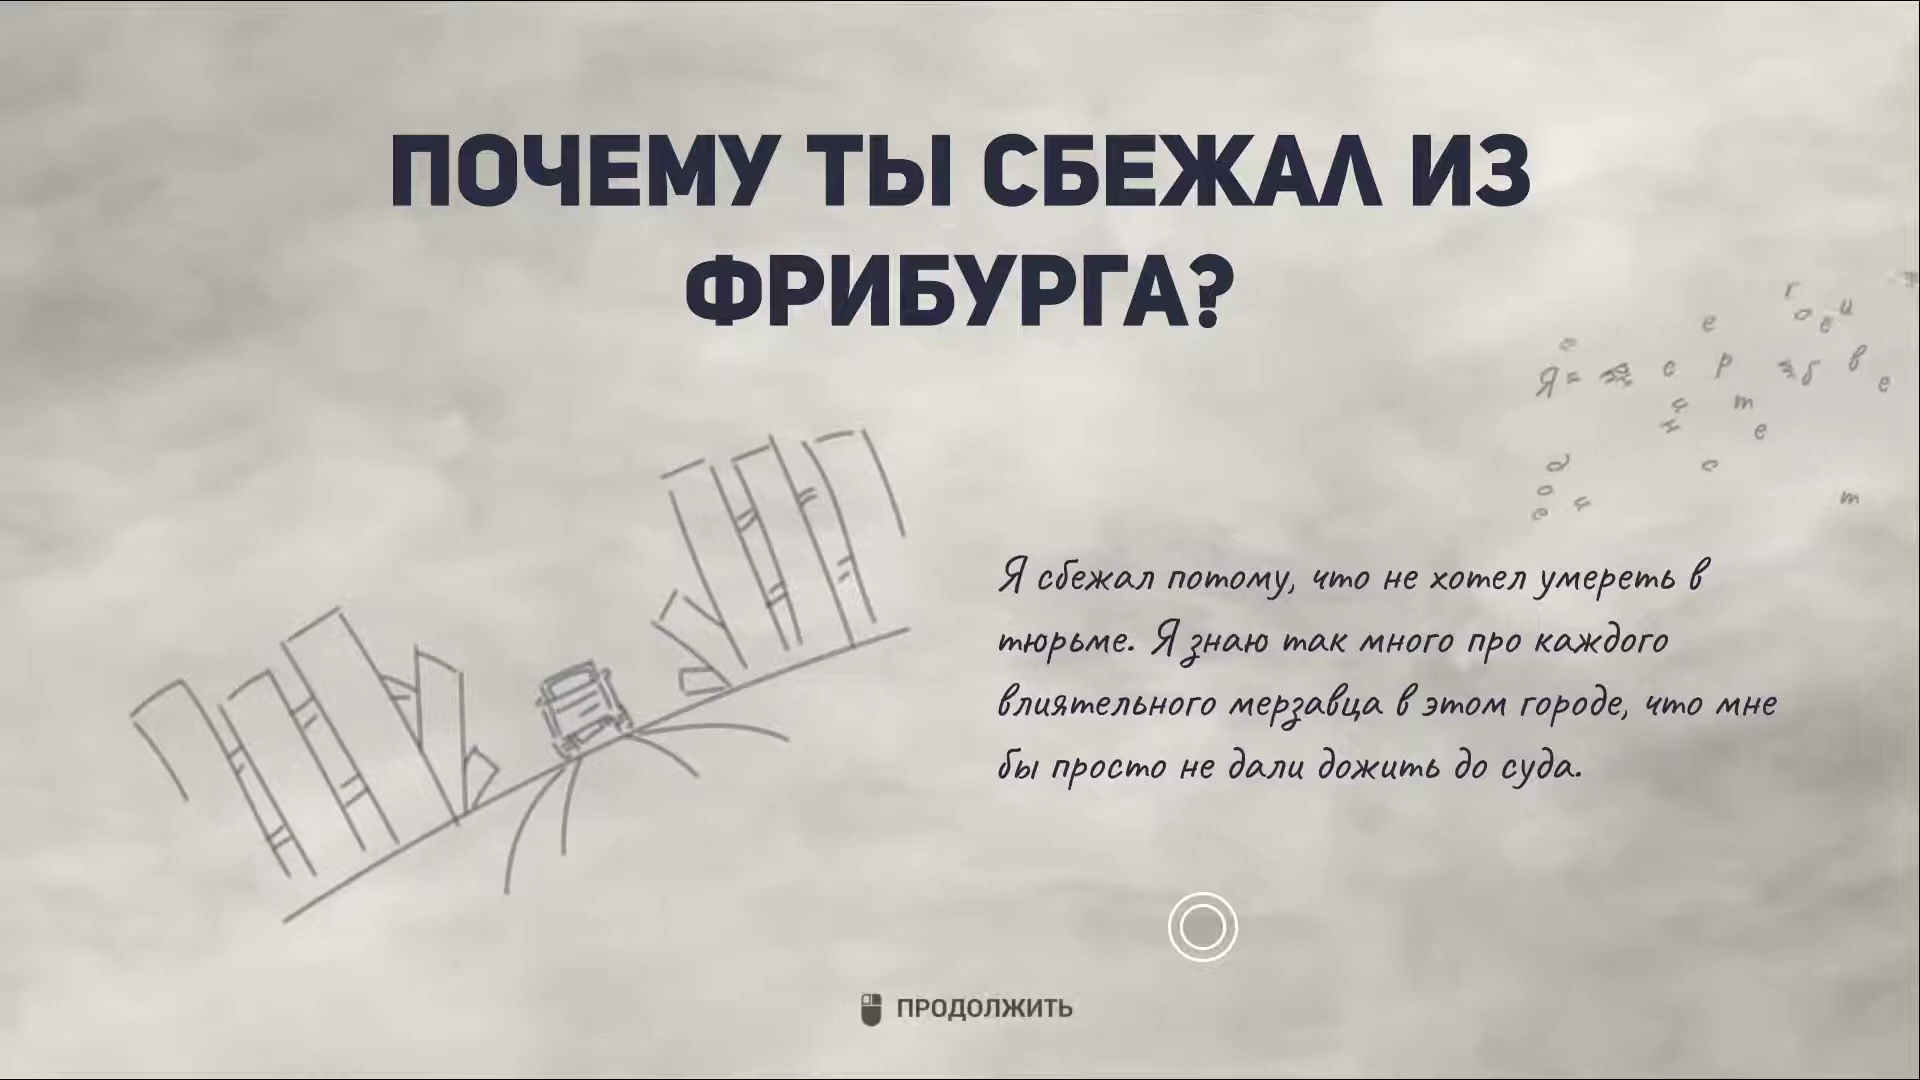 ПОЧЕМУ ТЫ СБЕЖАЛ ИЗ
ФРИБУРГА?
Я сбежал потому, что не хотел умереть в
тюрьме. Я знаю так много про каждого
влиятельного мерзавца в этом городе, что мне
бы просто не дали дожить до суда.
ПРОДОЛЖИТЬ